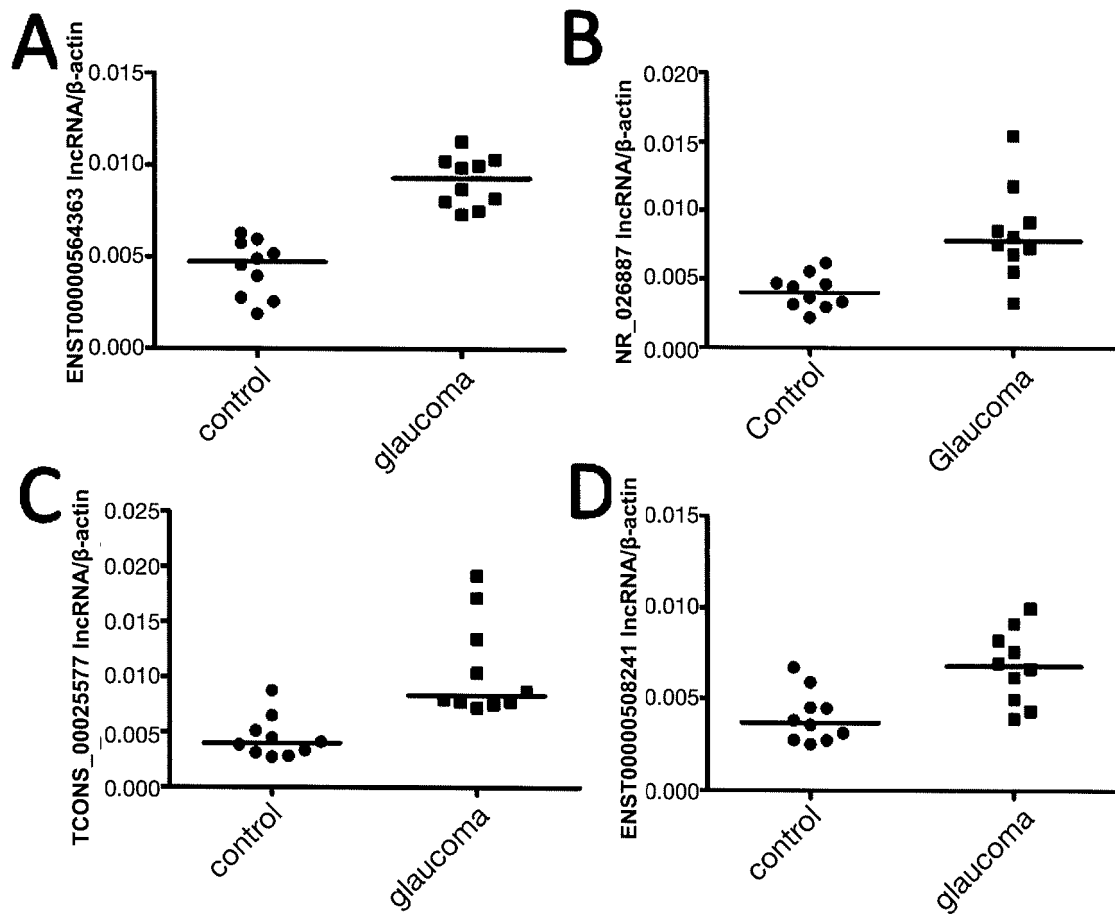 A
ENST00000564363 lncRNA/β-actin
0.015
0.010
0.005
0.000
control
glaucoma
B
NR_026887 lncRNA/β-actin
0.020
0.015
0.010
0.005
0.000
Control
Glaucoma
C
TCONS_00025577 lncRNA/β-actin
0.025
0.020
0.015
0.010
0.005
0.000
control
glaucoma
D
ENST00000508241 lncRNA/β-actin
0.015
0.010
0.005
0.000
control
glaucoma